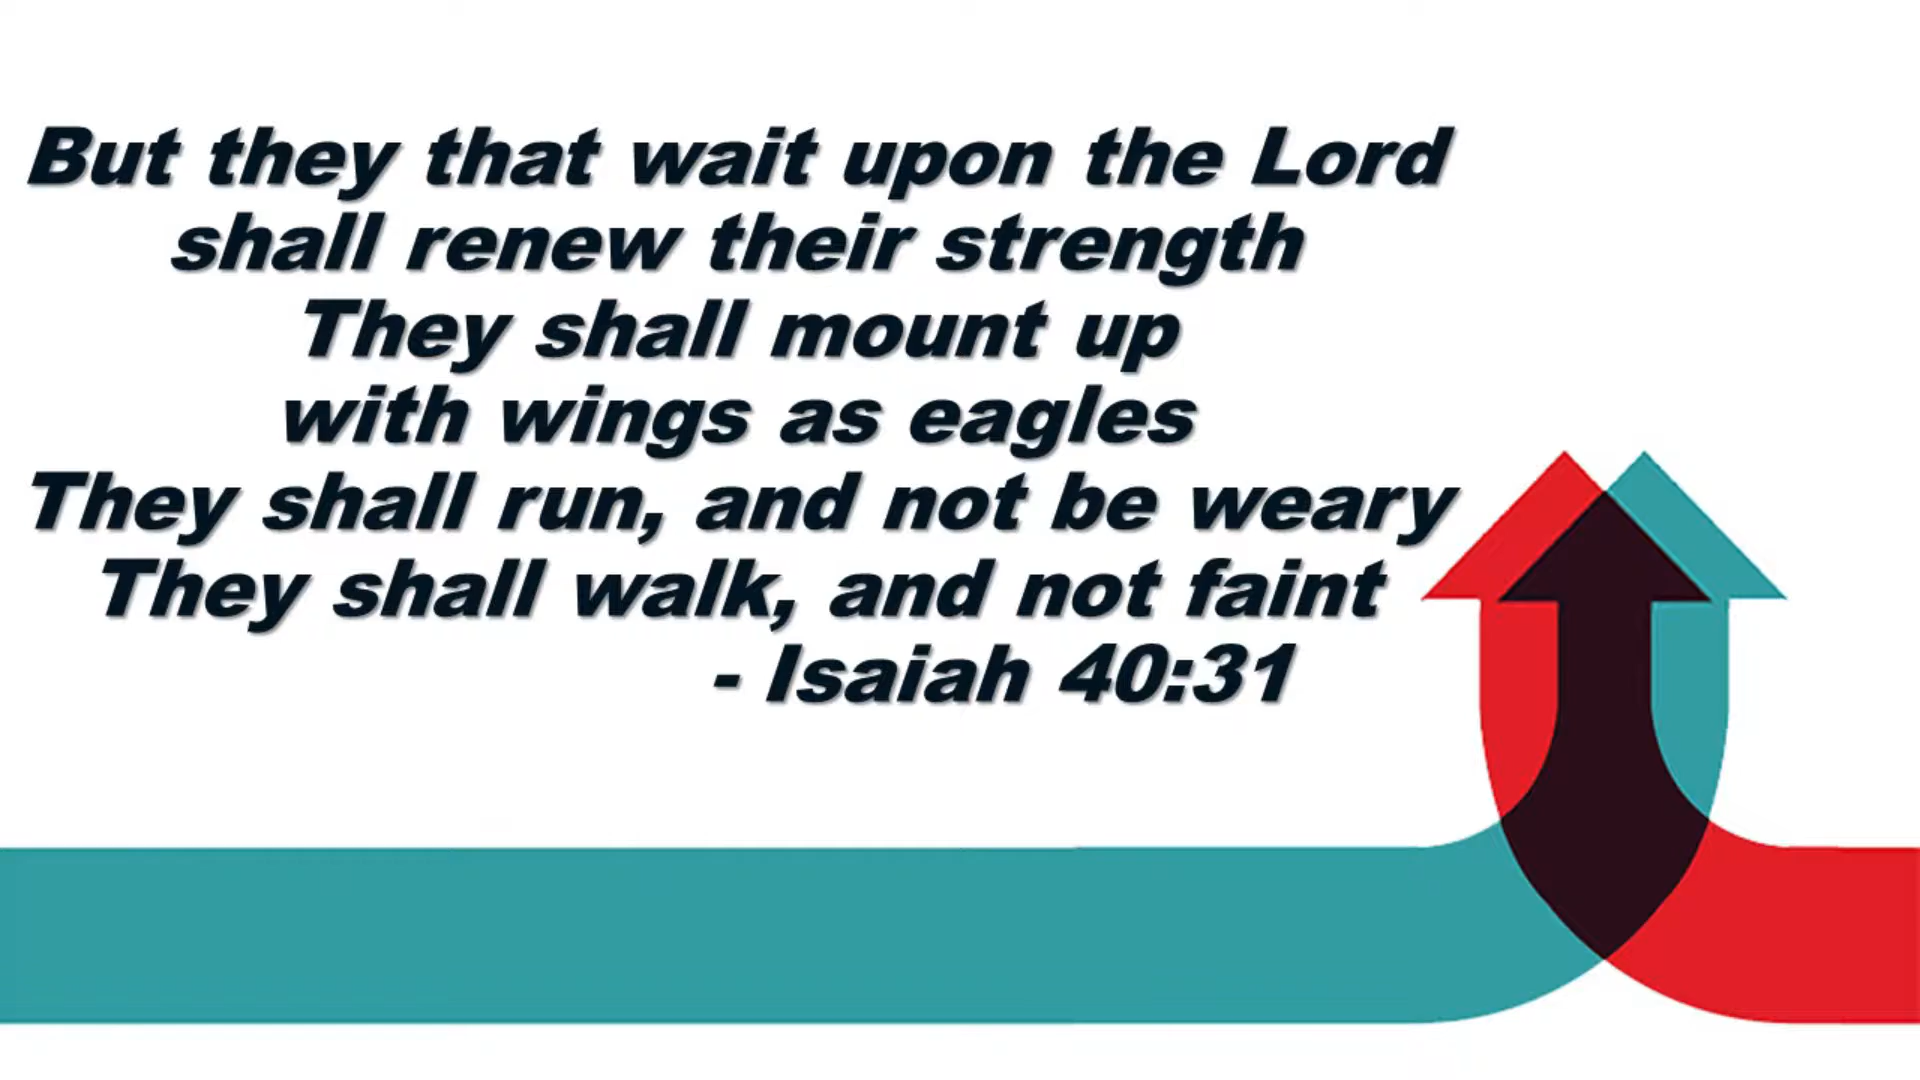 But they that wait upon the Lord
shall renew their strength
They shall mount up
with wings as eagles
They shall run, and not be weary
They shall walk, and not faint
- Isaiah 40:31